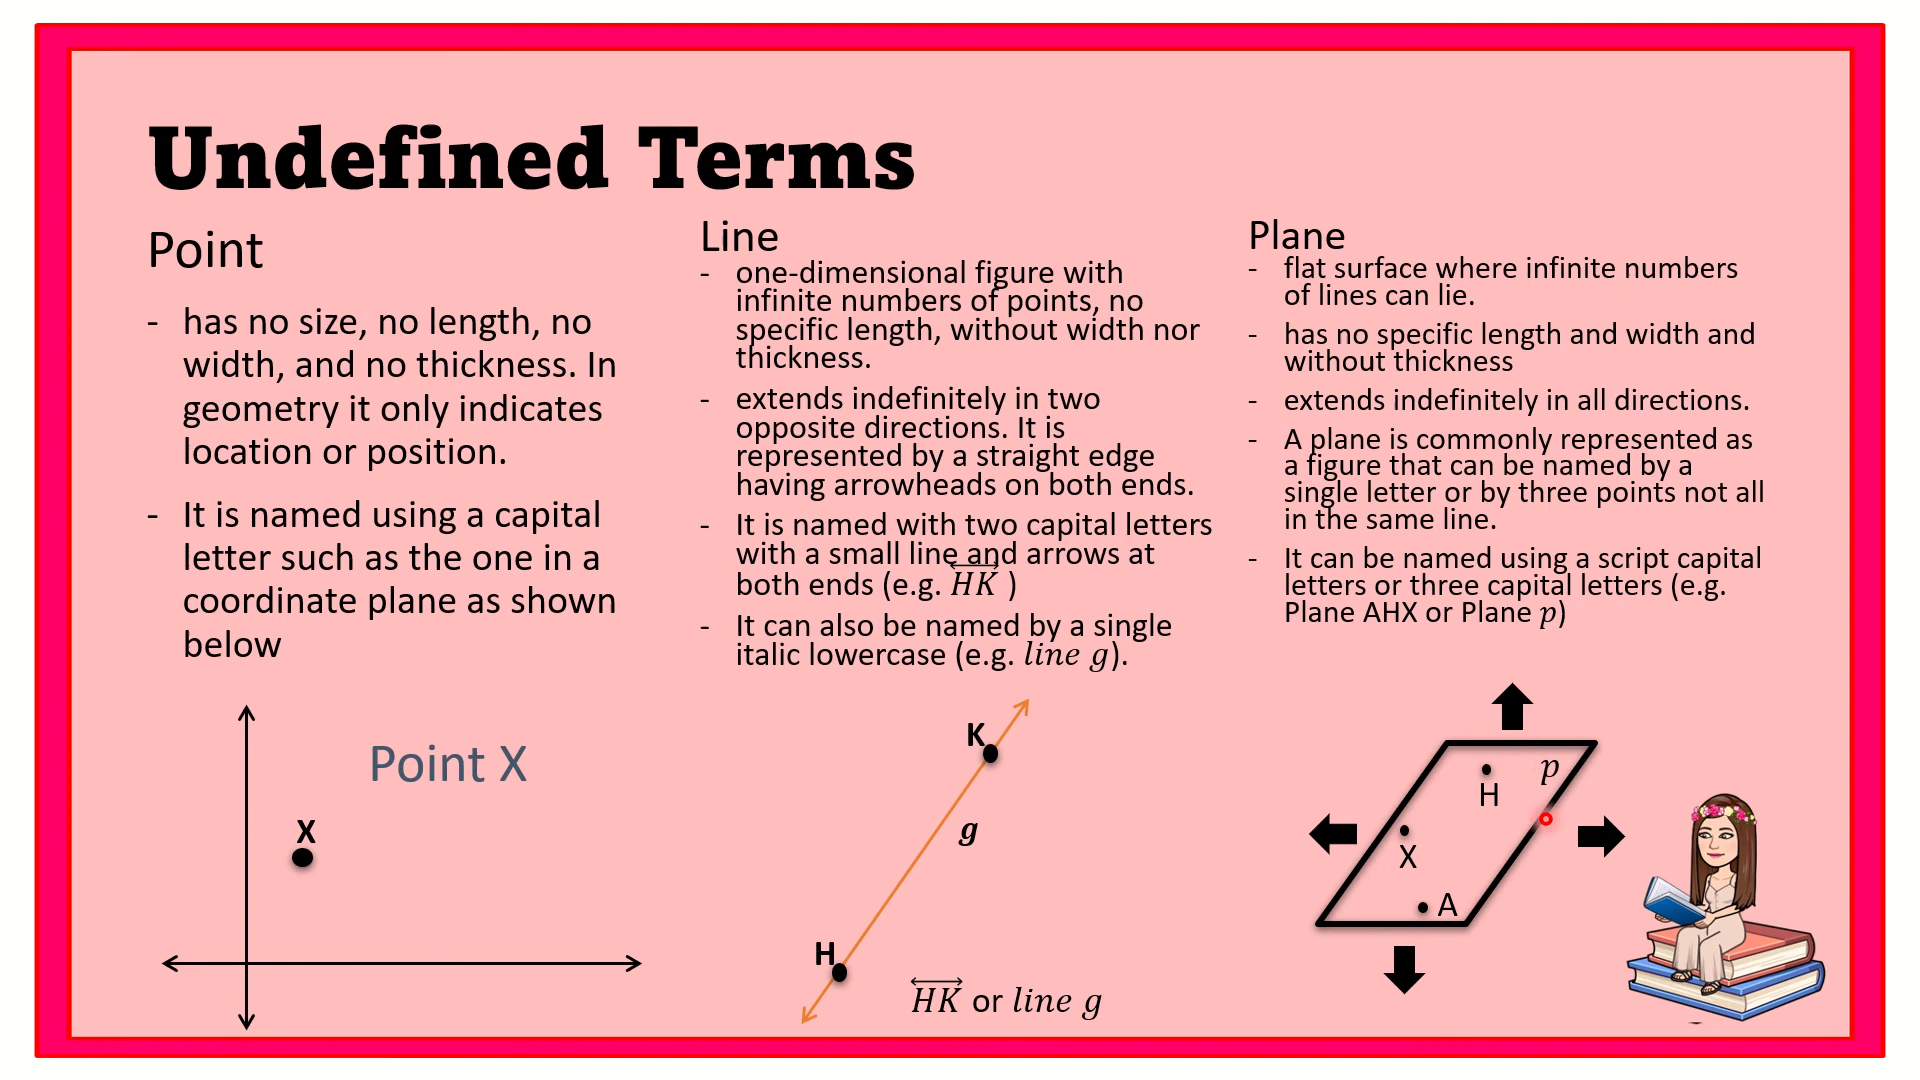 Undefined Terms
Point
- has no size, no length, no
width, and no thickness. In
geometry it only indicates
location or position.
- It is named using a capital
letter such as the one in a
coordinate plane as shown
below
Point X
X
Line
- one-dimensional figure with
infinite numbers of points, no
specific length, without width nor
thickness.
- extends indefinitely in two
opposite directions. It is
represented by a straight edge
having arrowheads on both ends.
- It is named with two capital letters
with a small line and arrows at
both ends (e.g. \overleftrightarrow{HK} )
- It can also be named by a single
italic lowercase (e.g. line g).
K
g
H
\overleftrightarrow{HK} or line g
Plane
- flat surface where infinite numbers
of lines can lie.
- has no specific length and width and
without thickness
- extends indefinitely in all directions.
- A plane is commonly represented as
a figure that can be named by a
single letter or by three points not all
in the same line.
- It can be named using a script capital
letters or three capital letters (e.g.
Plane AHX or Plane p)
p
H
X
A